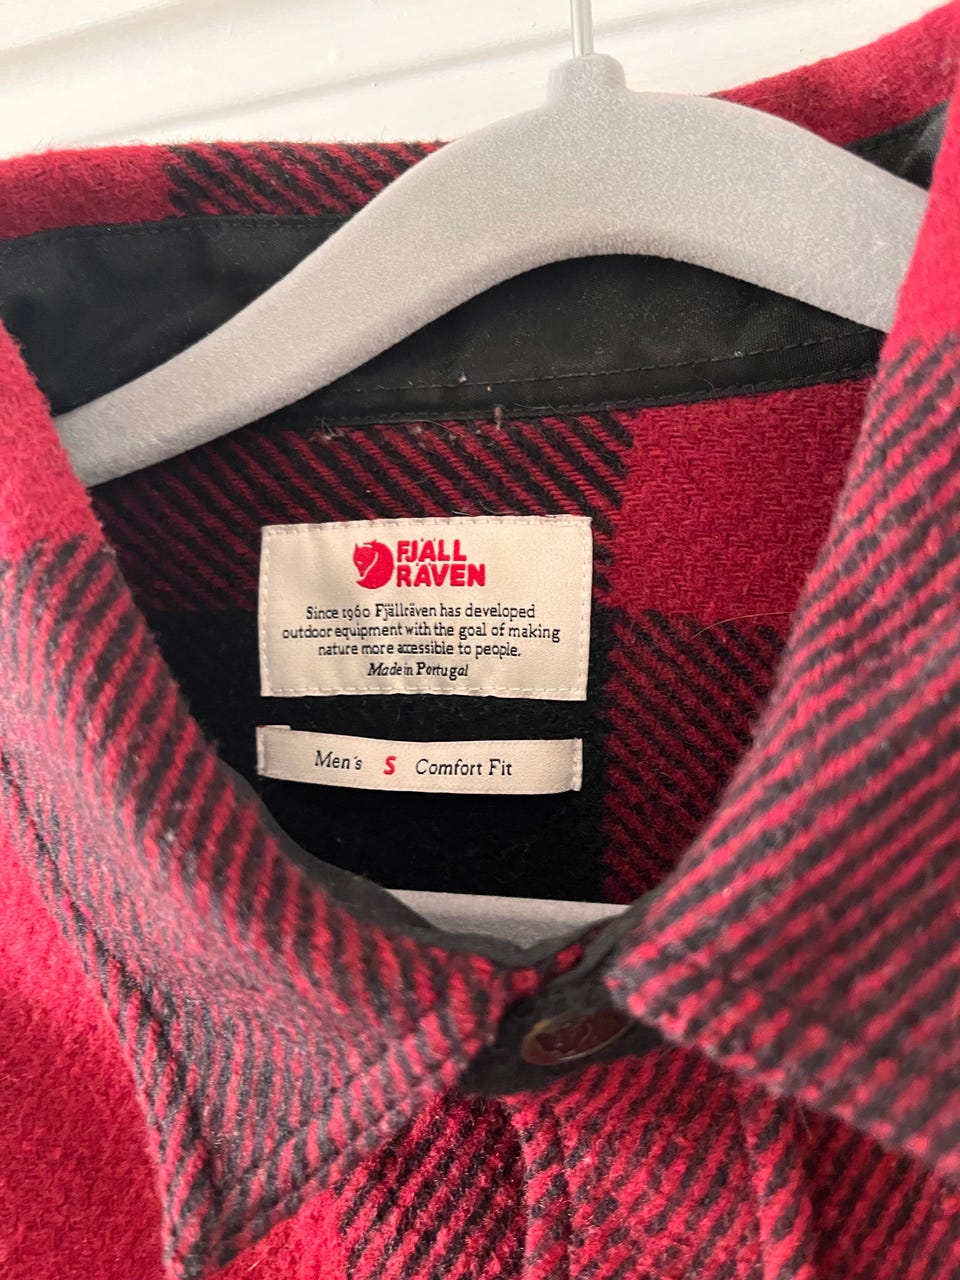 FJÄLL
RÄVEN
Since 1960 Fjällräven has developed
outdoor equipment with the goal of making
nature more accessible to people.
Made in Portugal
Men's S Comfort Fit